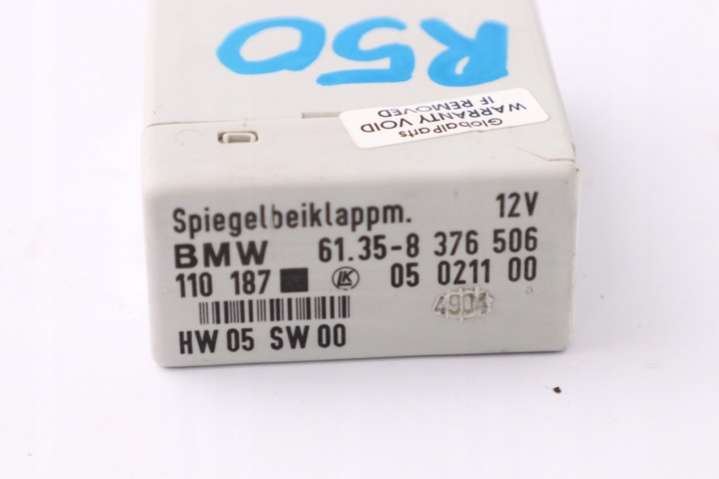 R50
GlobalParts
WARRANTY VOID
IF REMOVED
Spiegelbeiklappm. 12V
BMW 61.35-8 376 506
110 187 LK 05 0211 00
4904
HW 05 SW 00